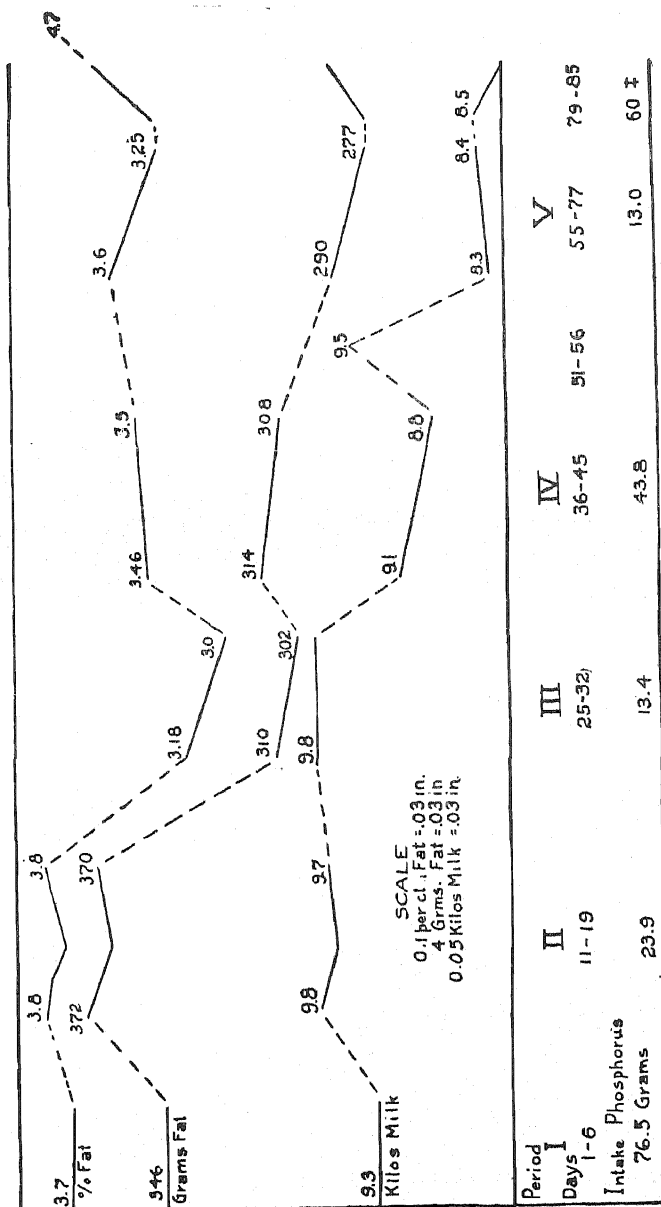 3.7 3.8 3.8 3.18 3.0 3.46 3.5 3.6 3.25 4.7
% Fat
346 372 370 310 302 314 308 290 277
Grams Fat
9.3 9.8 9.7 9.8 9.1 8.8 9.5 8.3 8.4 8.5
Kilos Milk
SCALE
0.1 per ct. Fat = .03 in.
4 Grms. Fat = .03 in
0.05 Kilos Milk = .03 in.
Period I II III IV V
Days 1-6 11-19 25-32 36-45 51-56 55-77 79-85
Intake Phosphorus
76.5 Grams 23.9 13.4 43.8 13.0 60 ‡